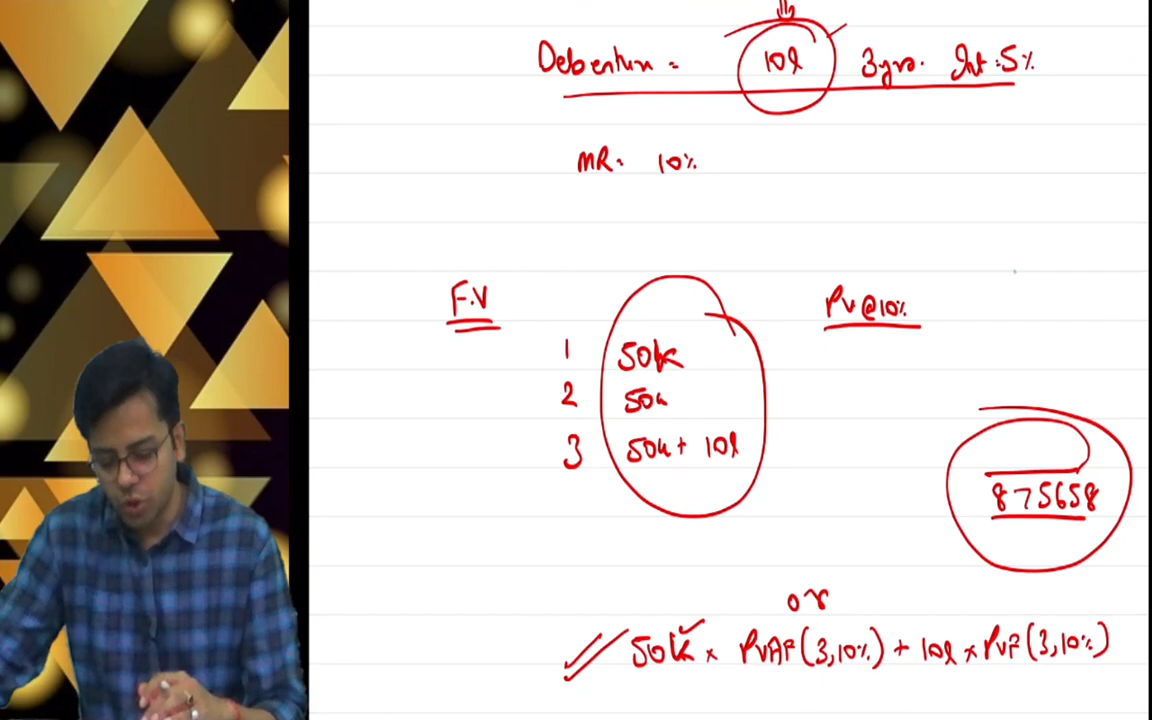 Debenture = 10l 3yrs. Int = 5%
MR = 10%
F.V PV@10%
1 50k
2 50k
3 50k + 10l
875658
or
50k × PVAF(3,10%) + 10l × PVF(3,10%)